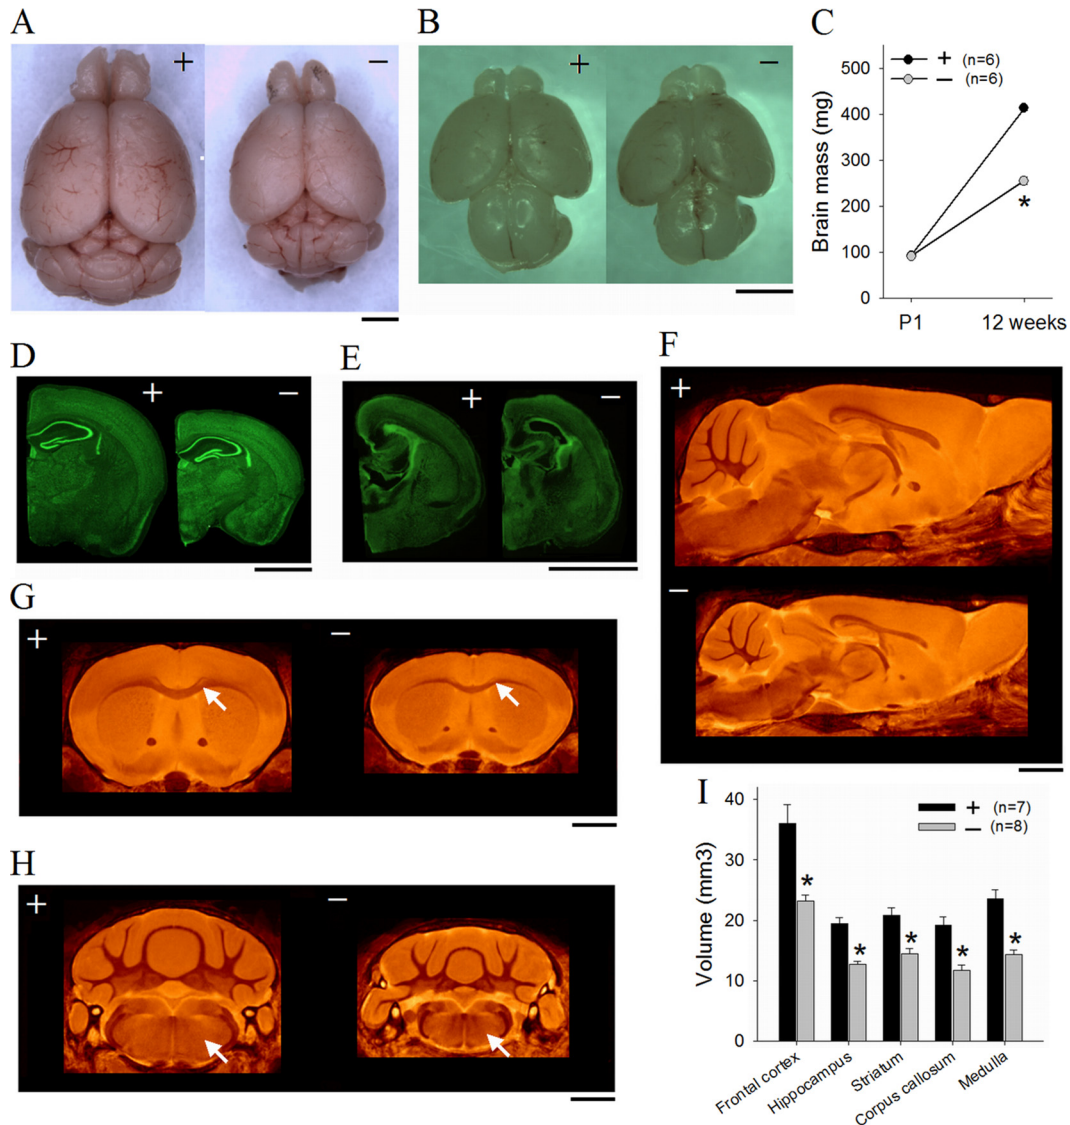 A
+
−
B
+
−
C
Brain mass (mg)
500
400
300
200
100
0
+ (n=6)
− (n=6)
*
P1
12 weeks
D
+
−
E
+
−
F
+
−
G
+
−
H
+
−
I
Volume (mm3)
40
30
20
10
0
+ (n=7)
− (n=8)
*
*
*
*
*
Frontal cortex
Hippocampus
Striatum
Corpus callosum
Medulla